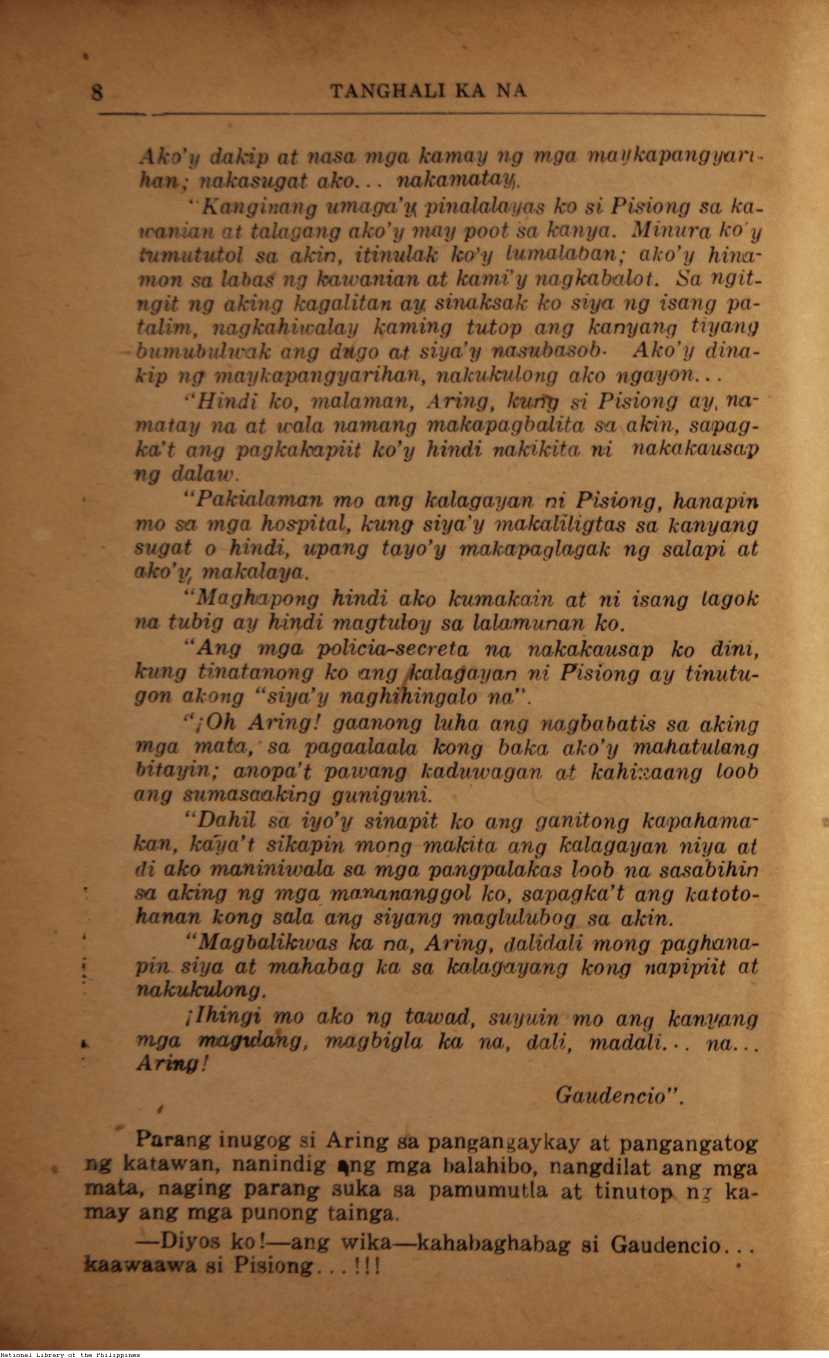 8
TANGHALI KA NA
Ako'y dakip at nasa mga kamay ng mga maykapangyari-
han; nakasugat ako... nakamatay.
"Kanginang umaga'y pinalalayas ko si Pisiong sa ka-
wanian at talagang ako'y may poot sa kanya. Minura ko'y
tumututol sa akin, itinulak ko'y lumalaban; ako'y hina-
mon sa labas ng kawanian at kami'y nagkabalot. Sa ngit-
ngit ng aking kagalitan ay sinaksak ko siya ng isang pa-
talim, nagkahiwalay kaming tutop ang kanyang tiyang
bumubulwak ang dugo at siya'y nasubasob. Ako'y dina-
kip ng maykapangyarihan, nakukulong ako ngayon...
"Hindi ko, malaman, Aring, kung si Pisiong ay, na-
matay na at wala namang makapagbalita sa akin, sapag-
ka't ang pagkakapiit ko'y hindi nakikita ni nakakausap
ng dalaw.
"Pakialaman mo ang kalagayan ni Pisiong, hanapin
mo sa mga hospital, kung siya'y makaliligtas sa kanyang
sugat o hindi, upang tayo'y makapaglagak ng salapi at
ako'y, makalaya.
"Maghapong hindi ako kumakain at ni isang lagok
na tubig ay hindi magtuloy sa lalamunan ko.
"Ang mga policia-secreta na nakakausap ko dini,
kung tinatanong ko ang kalagayan ni Pisiong ay tinutu-
gon akong "siya'y naghihingalo na".
"¡Oh Aring! gaanong luha ang nagbabatis sa aking
mga mata, sa pagaalaala kong baka ako'y mahatulang
bitayin; anopa't pawang kaduwagan at kahinaang loob
ang sumasaaking guniguni.
"Dahil sa iyo'y sinapit ko ang ganitong kapahama-
kan, kaya't sikapin mong makita ang kalagayan niya at
di ako maniniwala sa mga pangpalakas loob na sasabihin
sa aking ng mga manananggol ko, sapagka't ang katoto-
hanan kong sala ang siyang maglulubog sa akin.
"Magbalikwas ka na, Aring, dalidali mong paghana-
pin siya at mahabag ka sa kalagayang kong napipiit at
nakukulong.
¡Ihingi mo ako ng tawad, suyuin mo ang kanyang
mga magulang, magbigla ka na, dali, madali... na...
Aring!
Gaudencio".
Parang inugog si Aring sa pangangaykay at pangangatog
ng katawan, nanindig ang mga balahibo, nangdilat ang mga
mata, naging parang suka sa pamumutla at tinutop ng ka-
may ang mga punong tainga.
—Diyos ko!—ang wika—kahabaghabag si Gaudencio...
kaawaawa si Pisiong...!!!
National Library of the Philippines